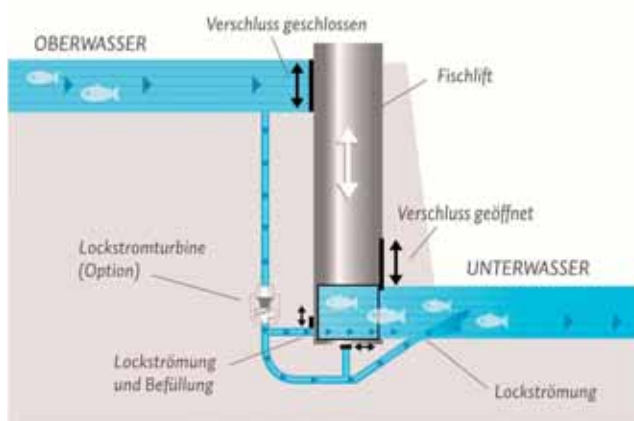 Verschluss geschlossen
OBERWASSER
Fischlift
Verschluss geöffnet
Lockstromturbine
(Option)
UNTERWASSER
Lockströmung
und Befüllung
Lockströmung